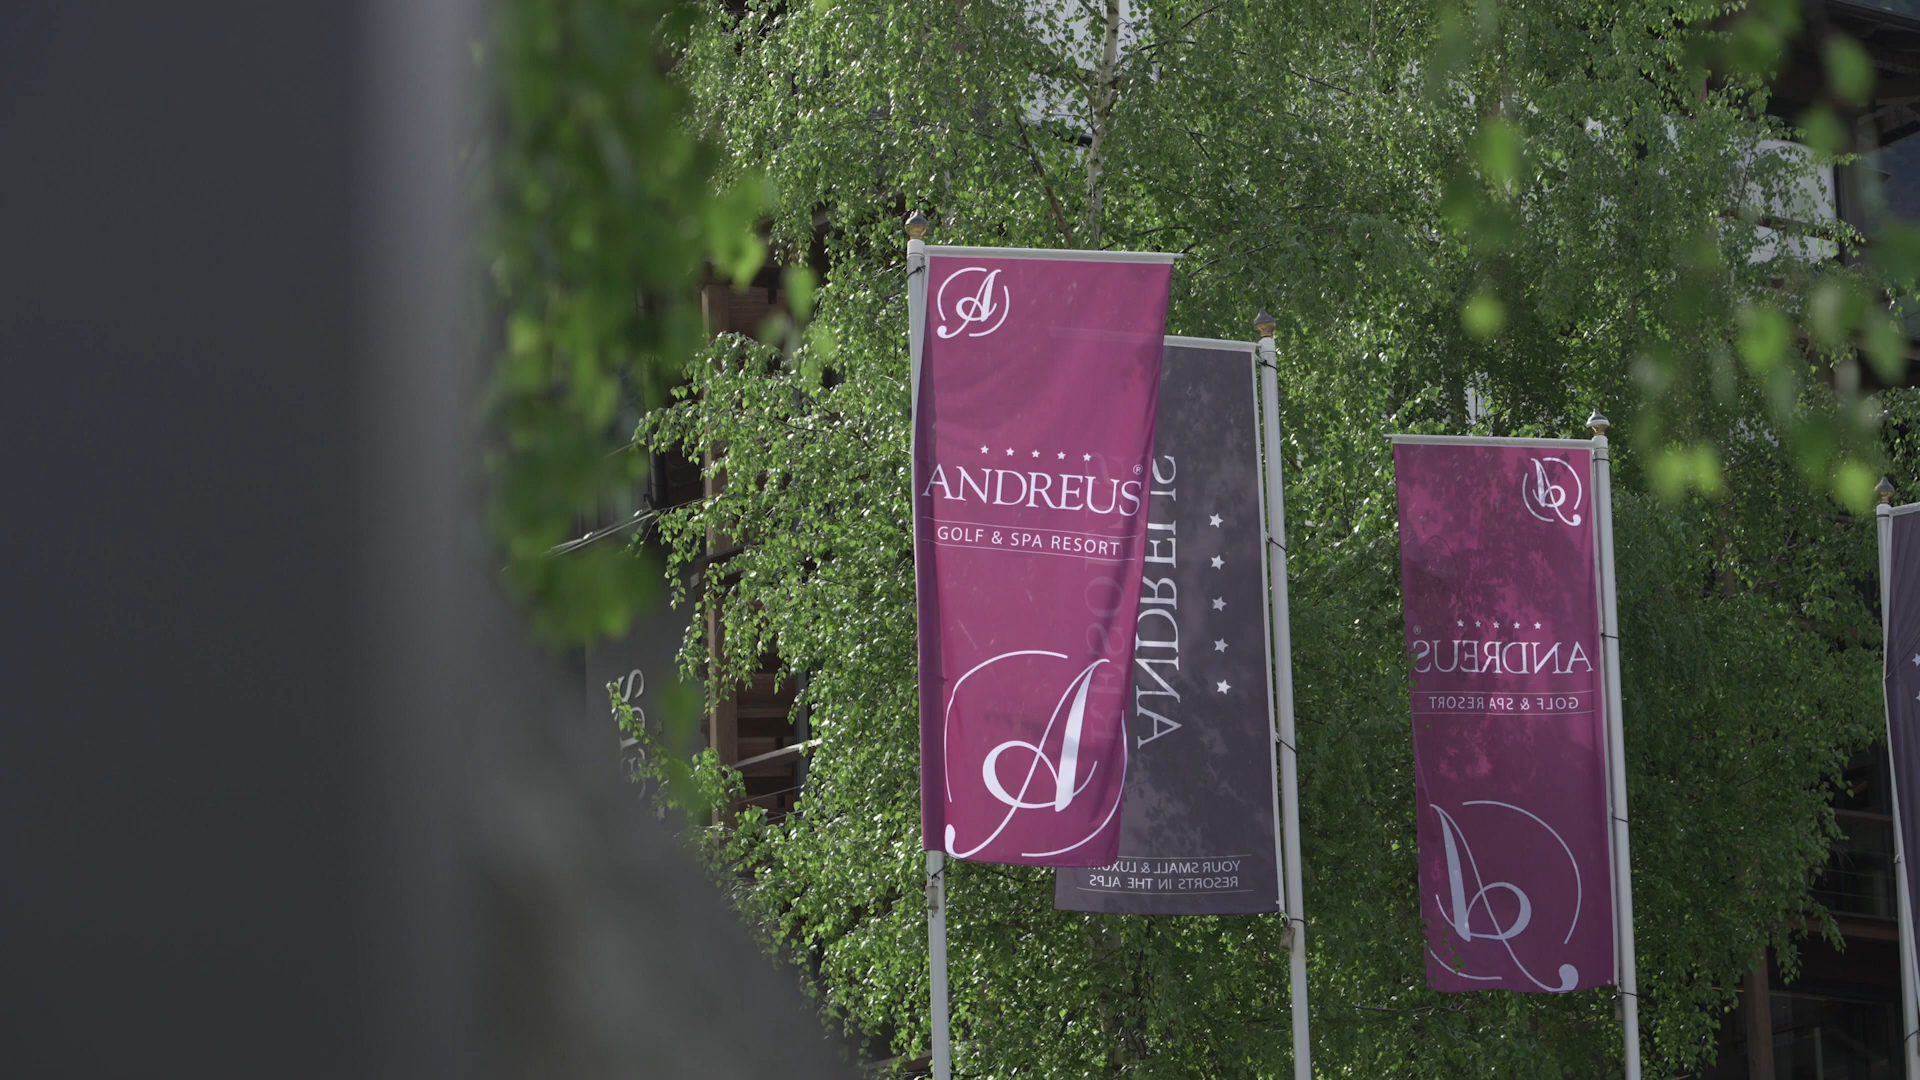 A
ANDREUS®
GOLF & SPA RESORT
A
ANDREUS
YOUR SMALL & LUXURY
RESORTS IN THE ALPS
A
ANDREUS®
GOLF & SPA RESORT
A